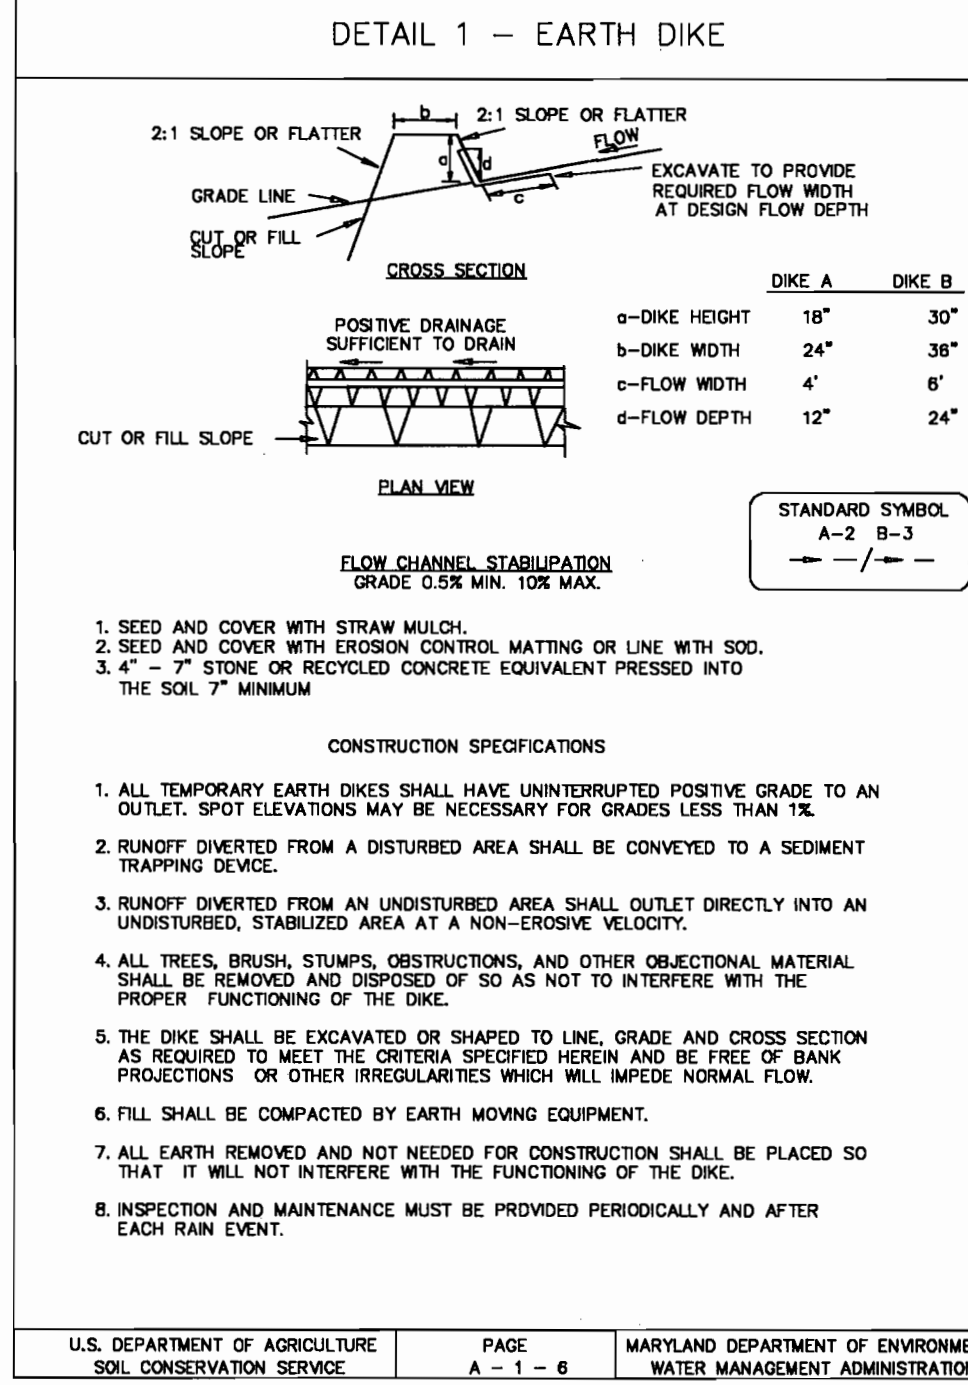 DETAIL 1 – EARTH DIKE
b
2:1 SLOPE OR FLATTER
2:1 SLOPE OR FLATTER
FLOW
a
d
EXCAVATE TO PROVIDE
REQUIRED FLOW WIDTH
AT DESIGN FLOW DEPTH
GRADE LINE
c
CUT OR FILL
SLOPE
CROSS SECTION
DIKE A DIKE B
a-DIKE HEIGHT 18" 30"
b-DIKE WIDTH 24" 36"
c-FLOW WIDTH 4' 6'
d-FLOW DEPTH 12" 24"
POSITIVE DRAINAGE
SUFFICIENT TO DRAIN
CUT OR FILL SLOPE
PLAN VIEW
STANDARD SYMBOL
A-2 B-3
FLOW CHANNEL STABILIPATION
GRADE 0.5% MIN. 10% MAX.
1. SEED AND COVER WITH STRAW MULCH.
2. SEED AND COVER WITH EROSION CONTROL MATTING OR LINE WITH SOD.
3. 4" – 7" STONE OR RECYCLED CONCRETE EQUIVALENT PRESSED INTO
THE SOIL 7" MINIMUM
CONSTRUCTION SPECIFICATIONS
1. ALL TEMPORARY EARTH DIKES SHALL HAVE UNINTERRUPTED POSITIVE GRADE TO AN
OUTLET. SPOT ELEVATIONS MAY BE NECESSARY FOR GRADES LESS THAN 1%.
2. RUNOFF DIVERTED FROM A DISTURBED AREA SHALL BE CONVEYED TO A SEDIMENT
TRAPPING DEVICE.
3. RUNOFF DIVERTED FROM AN UNDISTURBED AREA SHALL OUTLET DIRECTLY INTO AN
UNDISTURBED, STABILIZED AREA AT A NON-EROSIVE VELOCITY.
4. ALL TREES, BRUSH, STUMPS, OBSTRUCTIONS, AND OTHER OBJECTIONAL MATERIAL
SHALL BE REMOVED AND DISPOSED OF SO AS NOT TO INTERFERE WITH THE
PROPER FUNCTIONING OF THE DIKE.
5. THE DIKE SHALL BE EXCAVATED OR SHAPED TO LINE, GRADE AND CROSS SECTION
AS REQUIRED TO MEET THE CRITERIA SPECIFIED HEREIN AND BE FREE OF BANK
PROJECTIONS OR OTHER IRREGULARITIES WHICH WILL IMPEDE NORMAL FLOW.
6. FILL SHALL BE COMPACTED BY EARTH MOVING EQUIPMENT.
7. ALL EARTH REMOVED AND NOT NEEDED FOR CONSTRUCTION SHALL BE PLACED SO
THAT IT WILL NOT INTERFERE WITH THE FUNCTIONING OF THE DIKE.
8. INSPECTION AND MAINTENANCE MUST BE PROVIDED PERIODICALLY AND AFTER
EACH RAIN EVENT.
U.S. DEPARTMENT OF AGRICULTURE
SOIL CONSERVATION SERVICE
PAGE
A – 1 – 6
MARYLAND DEPARTMENT OF ENVIRONME
WATER MANAGEMENT ADMINISTRATIO